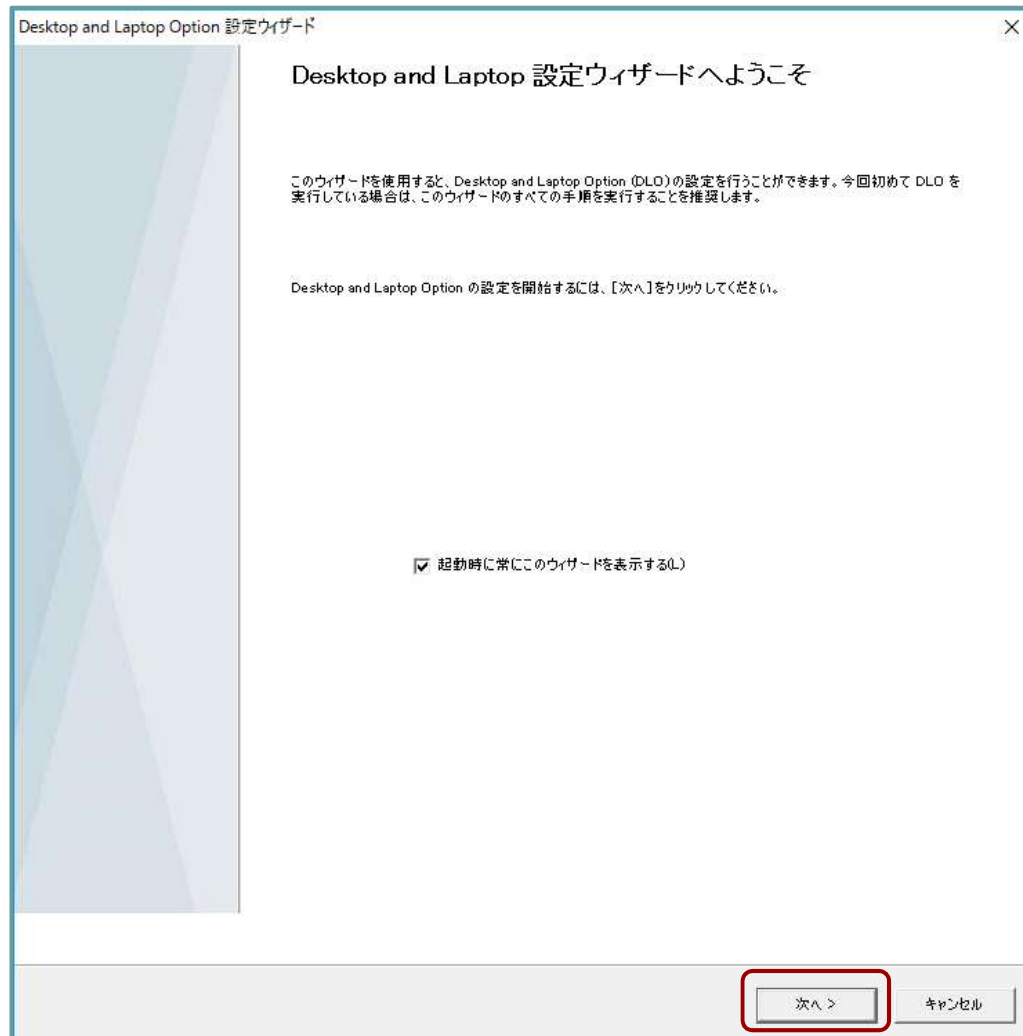 Desktop and Laptop Option 設定ウィザード
Desktop and Laptop 設定ウィザードへようこそ
このウィザードを使用すると、Desktop and Laptop Option (DLO)の設定を行うことができます。今回初めて DLO を
実行している場合は、このウィザードのすべての手順を実行することを推奨します。
Desktop and Laptop Option の設定を開始するには、[次へ]をクリックしてください。
起動時に常にこのウィザードを表示する(L)
次へ >
キャンセル